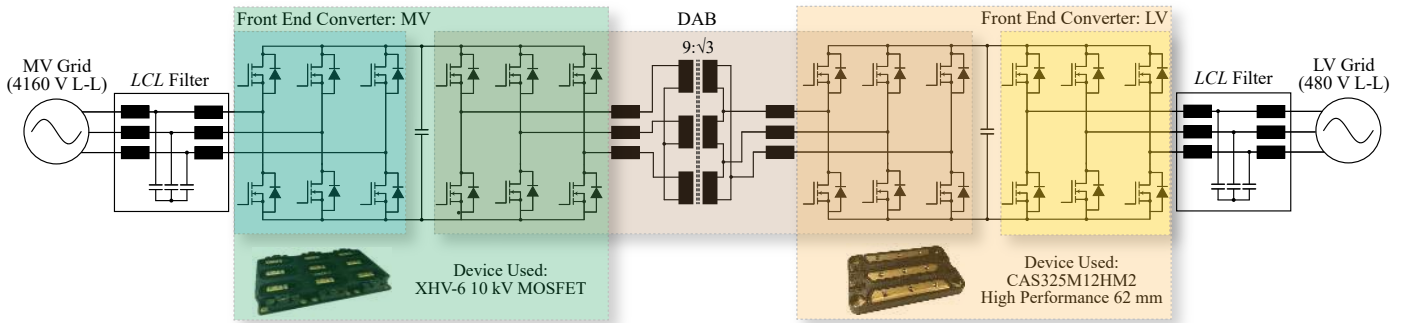 Front End Converter: MV
DAB
Front End Converter: LV
9:√3
MV Grid
(4160 V L-L)
LCL Filter
LCL Filter
LV Grid
(480 V L-L)
Device Used:
XHV-6 10 kV MOSFET
Device Used:
CAS325M12HM2
High Performance 62 mm